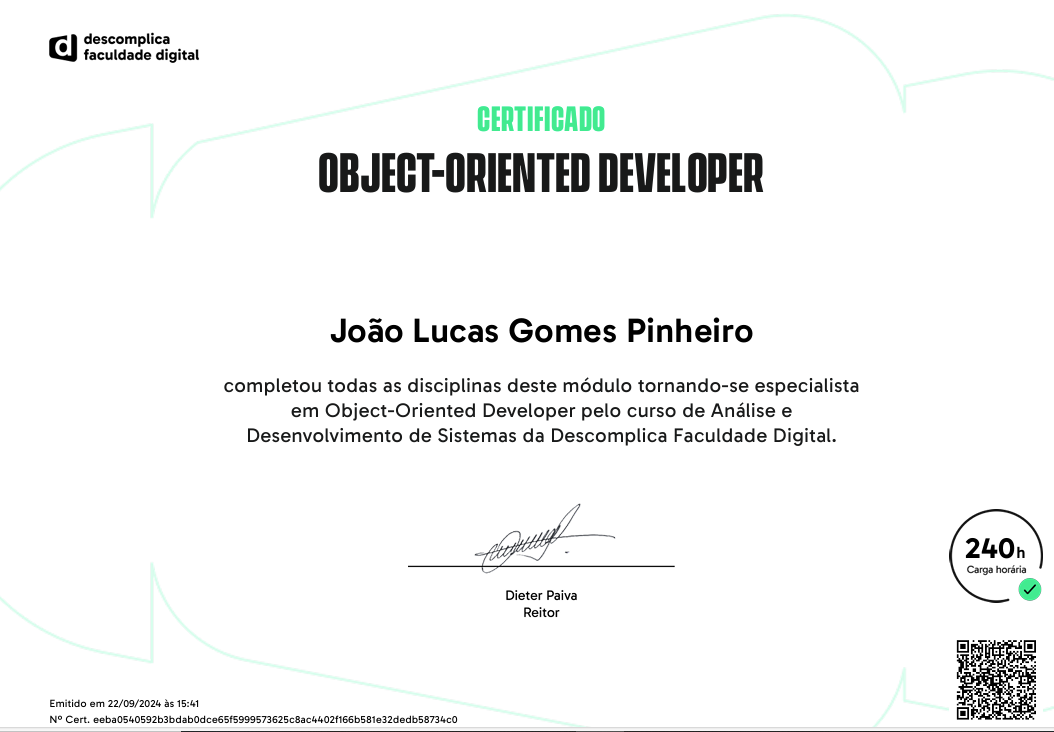 descomplica
faculdade digital
CERTIFICADO
OBJECT-ORIENTED DEVELOPER
João Lucas Gomes Pinheiro
completou todas as disciplinas deste módulo tornando-se especialista
em Object-Oriented Developer pelo curso de Análise e
Desenvolvimento de Sistemas da Descomplica Faculdade Digital.
240h
Carga horária
Dieter Paiva
Reitor
Emitido em 22/09/2024 às 15:41
Nº Cert. eeba0540592b3bdab0dce65f5999573625c8ac4402f166b581e32dedb58734c0